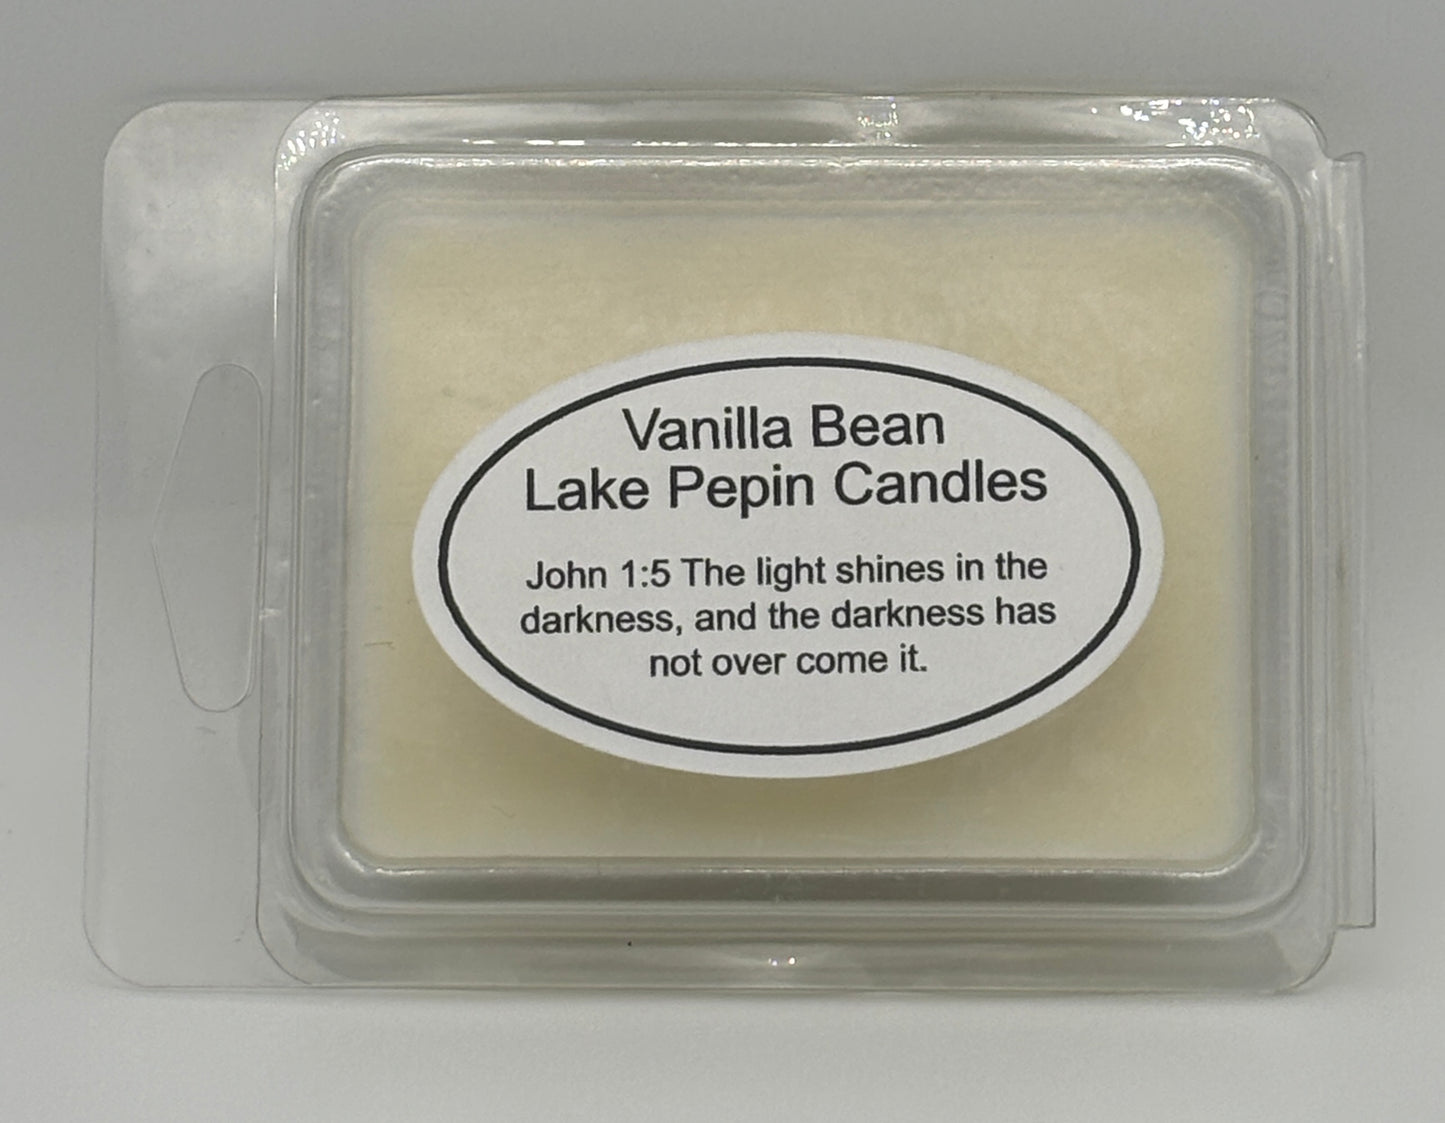 Vanilla Bean
Lake Pepin Candles
John 1:5 The light shines in the
darkness, and the darkness has
not over come it.